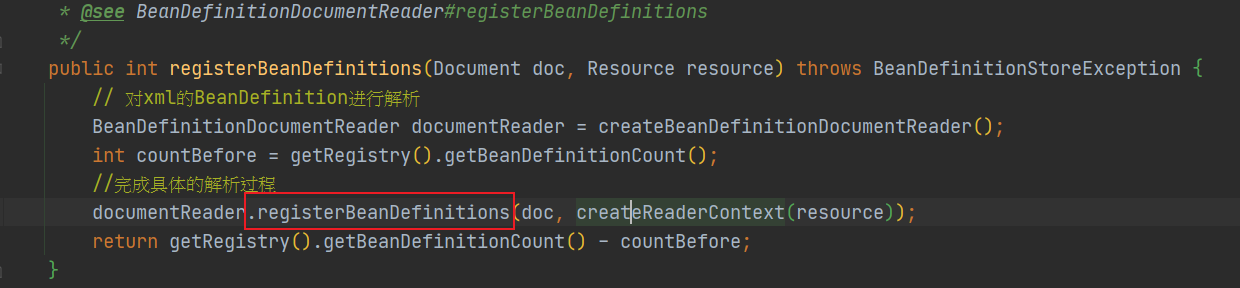 * @see BeanDefinitionDocumentReader#registerBeanDefinitions
*/
public int registerBeanDefinitions(Document doc, Resource resource) throws BeanDefinitionStoreException {
// 对xml的BeanDefinition进行解析
BeanDefinitionDocumentReader documentReader = createBeanDefinitionDocumentReader();
int countBefore = getRegistry().getBeanDefinitionCount();
//完成具体的解析过程
documentReader.registerBeanDefinitions(doc, createReaderContext(resource));
return getRegistry().getBeanDefinitionCount() - countBefore;
}